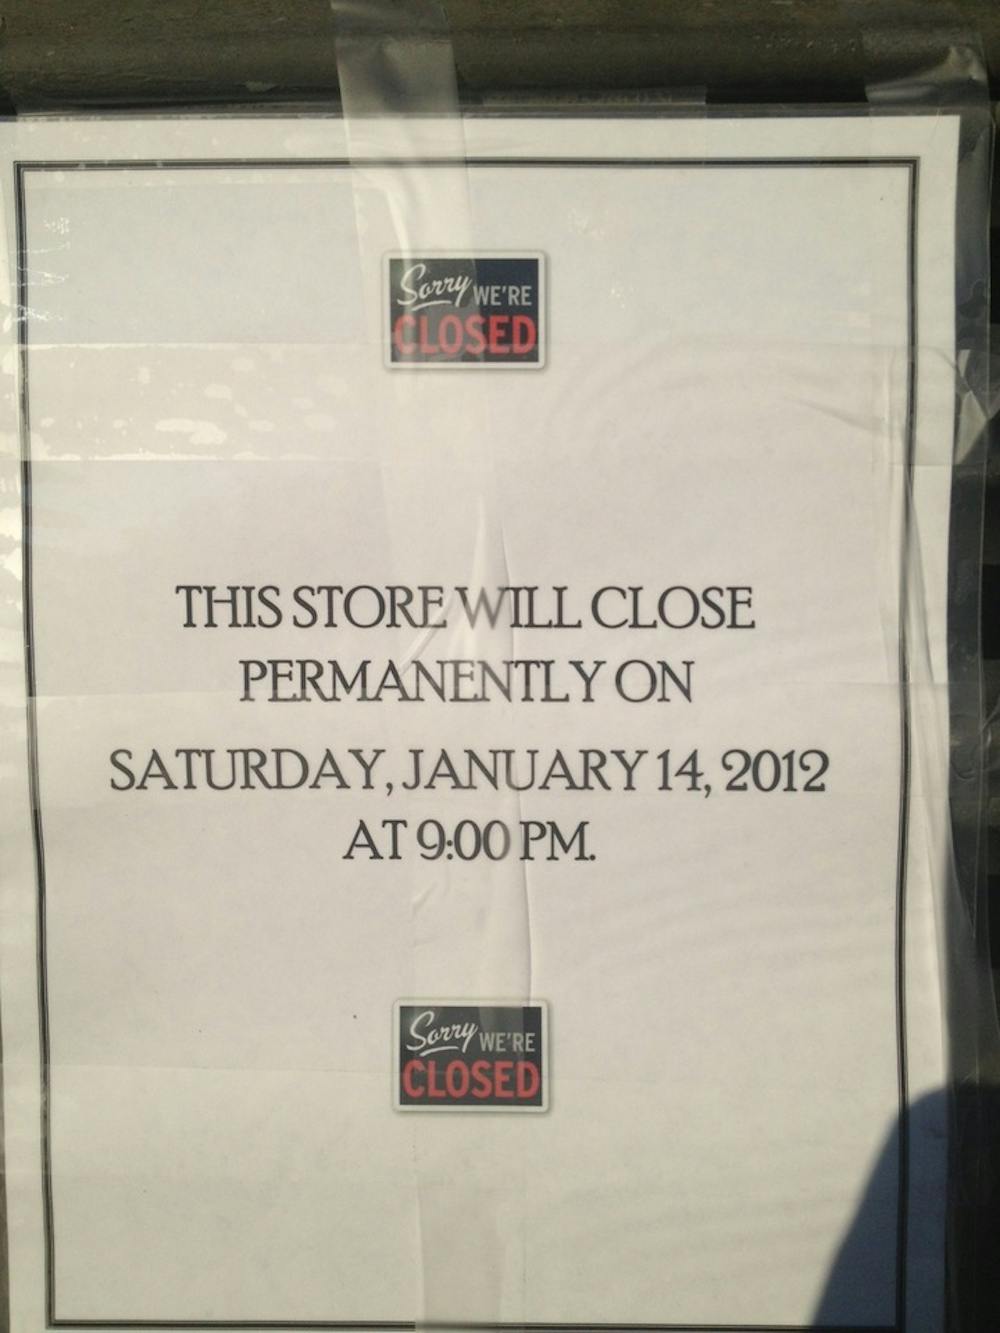 Sorry WE'RE
CLOSED
THIS STORE WILL CLOSE
PERMANENTLY ON
SATURDAY, JANUARY 14, 2012
AT 9:00 PM.
Sorry WE'RE
CLOSED